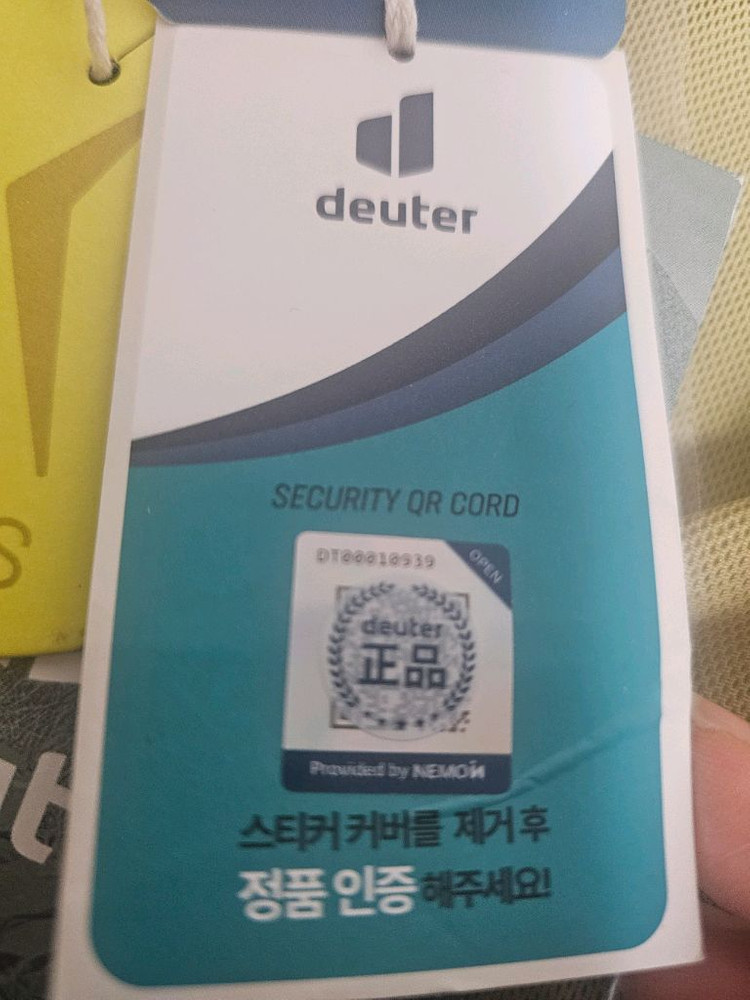 deuter
SECURITY QR CORD
DT00010939
OPEN
deuter
正品
Provided by NEMOИ
스티커 커버를 제거 후
정품 인증 해주세요!
S